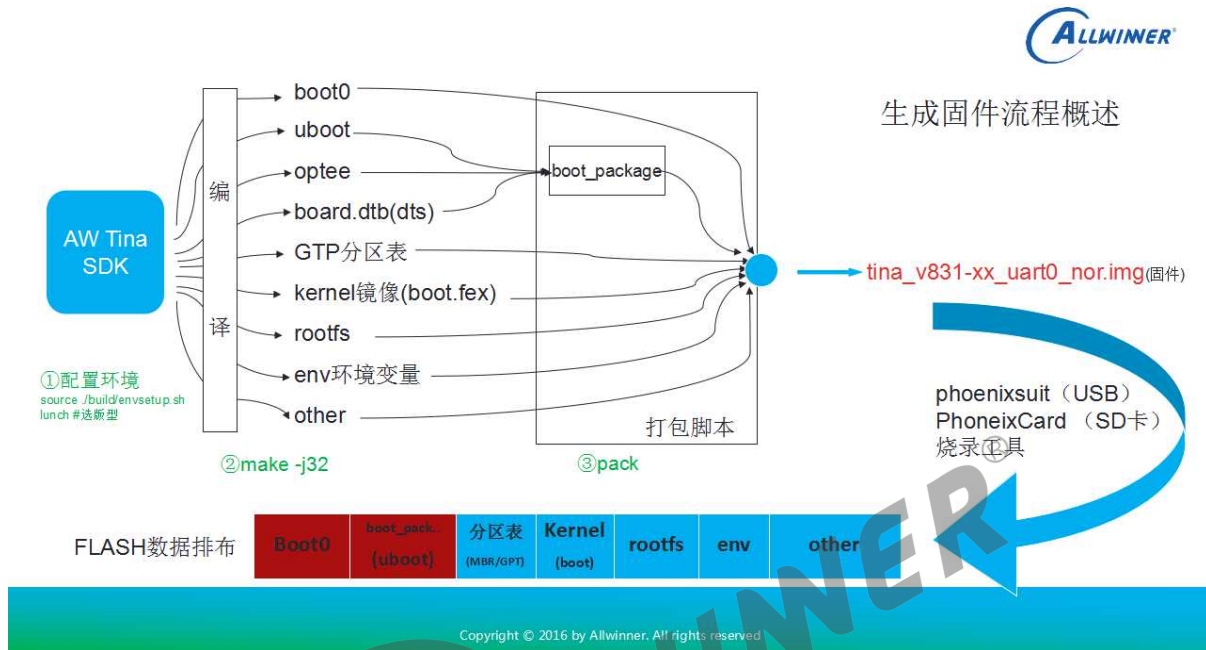 ALLWINNER
生成固件流程概述
AW Tina
SDK
编
译
boot0
uboot
optee
board.dtb(dts)
GTP分区表
kernel镜像(boot.fex)
rootfs
env环境变量
other
boot_package
打包脚本
tina_v831-xx_uart0_nor.img(固件)
①配置环境
source ./build/envsetup.sh
lunch #选版型
②make -j32
③pack
phoenixsuit（USB）
PhoneixCard （SD卡）
烧录工具
FLASH数据排布
Boot0
boot_pack..
(uboot)
分区表
(MBR/GPT)
Kernel
(boot)
rootfs
env
other
Copyright © 2016 by Allwinner. All rights reserved